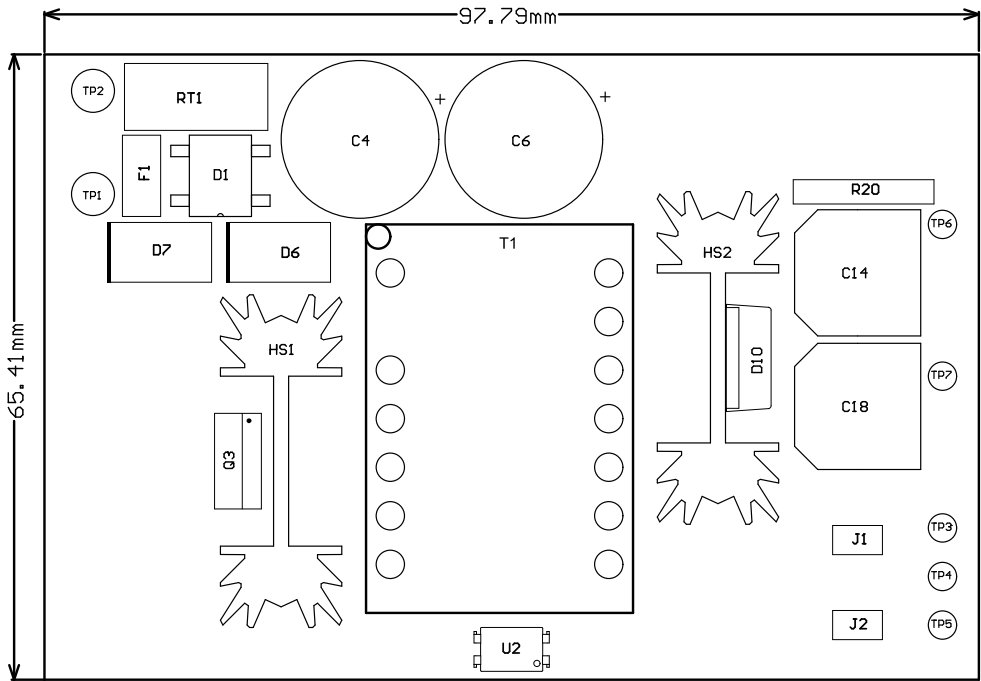 97.79mm
65.41mm
TP2
RT1
C4
+
C6
+
F1
D1
TP1
R20
D7
D6
T1
HS2
TP6
C14
HS1
D10
TP7
C18
Q3
J1
TP3
TP4
U2
J2
TP5